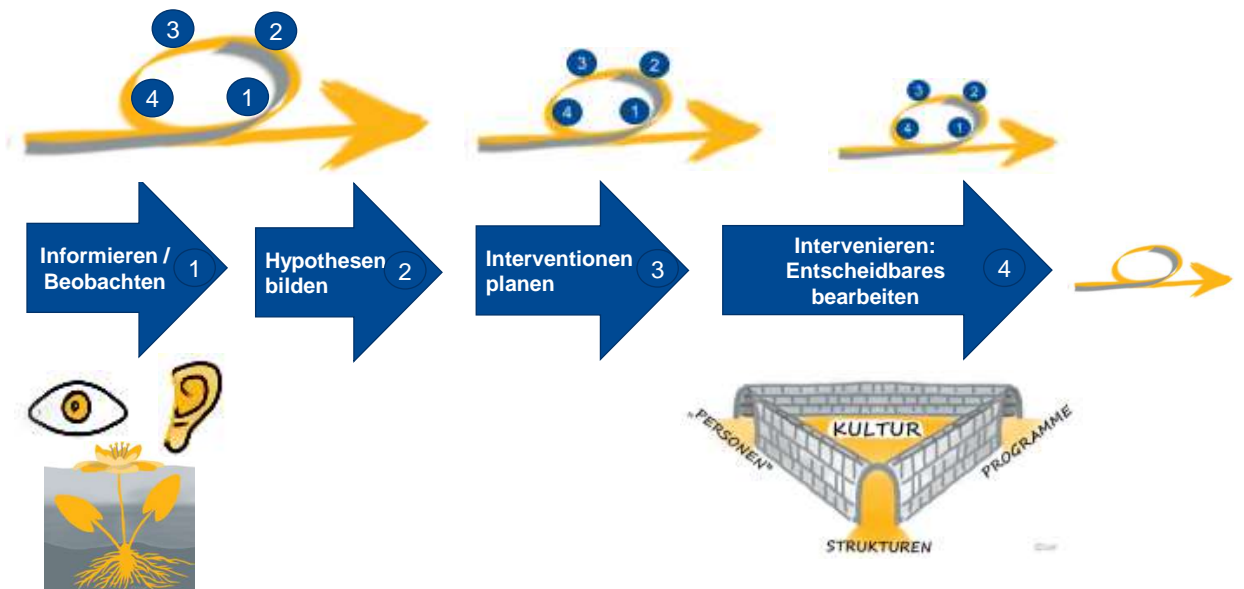 3
2
4
1
3
2
4
1
3
2
4
1
Informieren /
Beobachten
1
Hypothesen
bilden
2
Interventionen
planen
3
Intervenieren:
Entscheidbares
bearbeiten
4
„PERSONEN”
KULTUR
PROGRAMME
STRUKTUREN